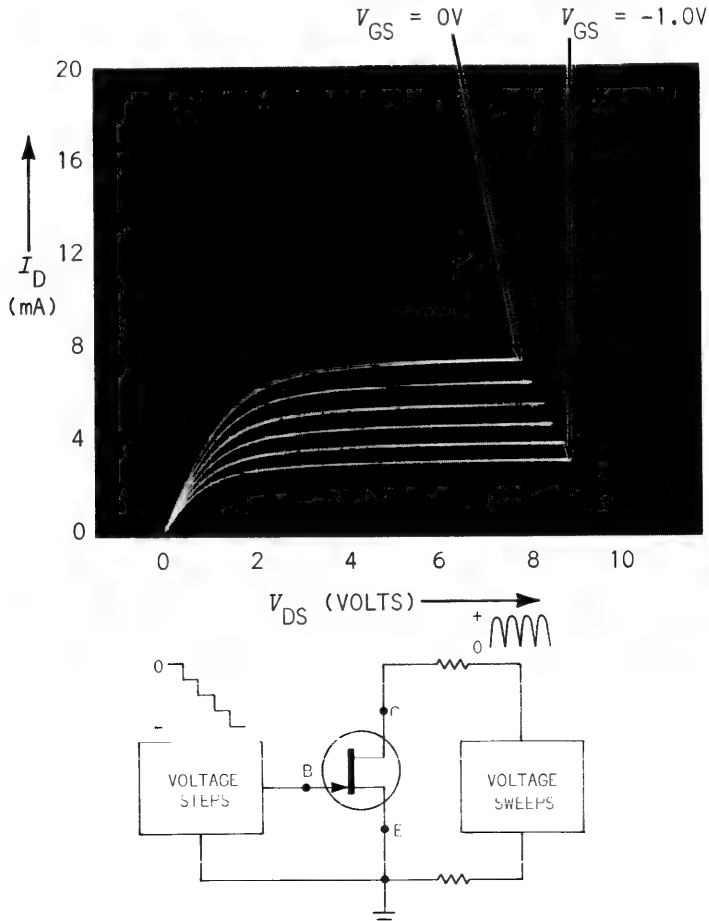 V_GS = 0V
V_GS = -1.0V
20
16
12
8
4
0
I_D
(mA)
0 2 4 6 8 10
V_DS (VOLTS)
+
0
0
-
C
B
E
VOLTAGE
STEPS
VOLTAGE
SWEEPS